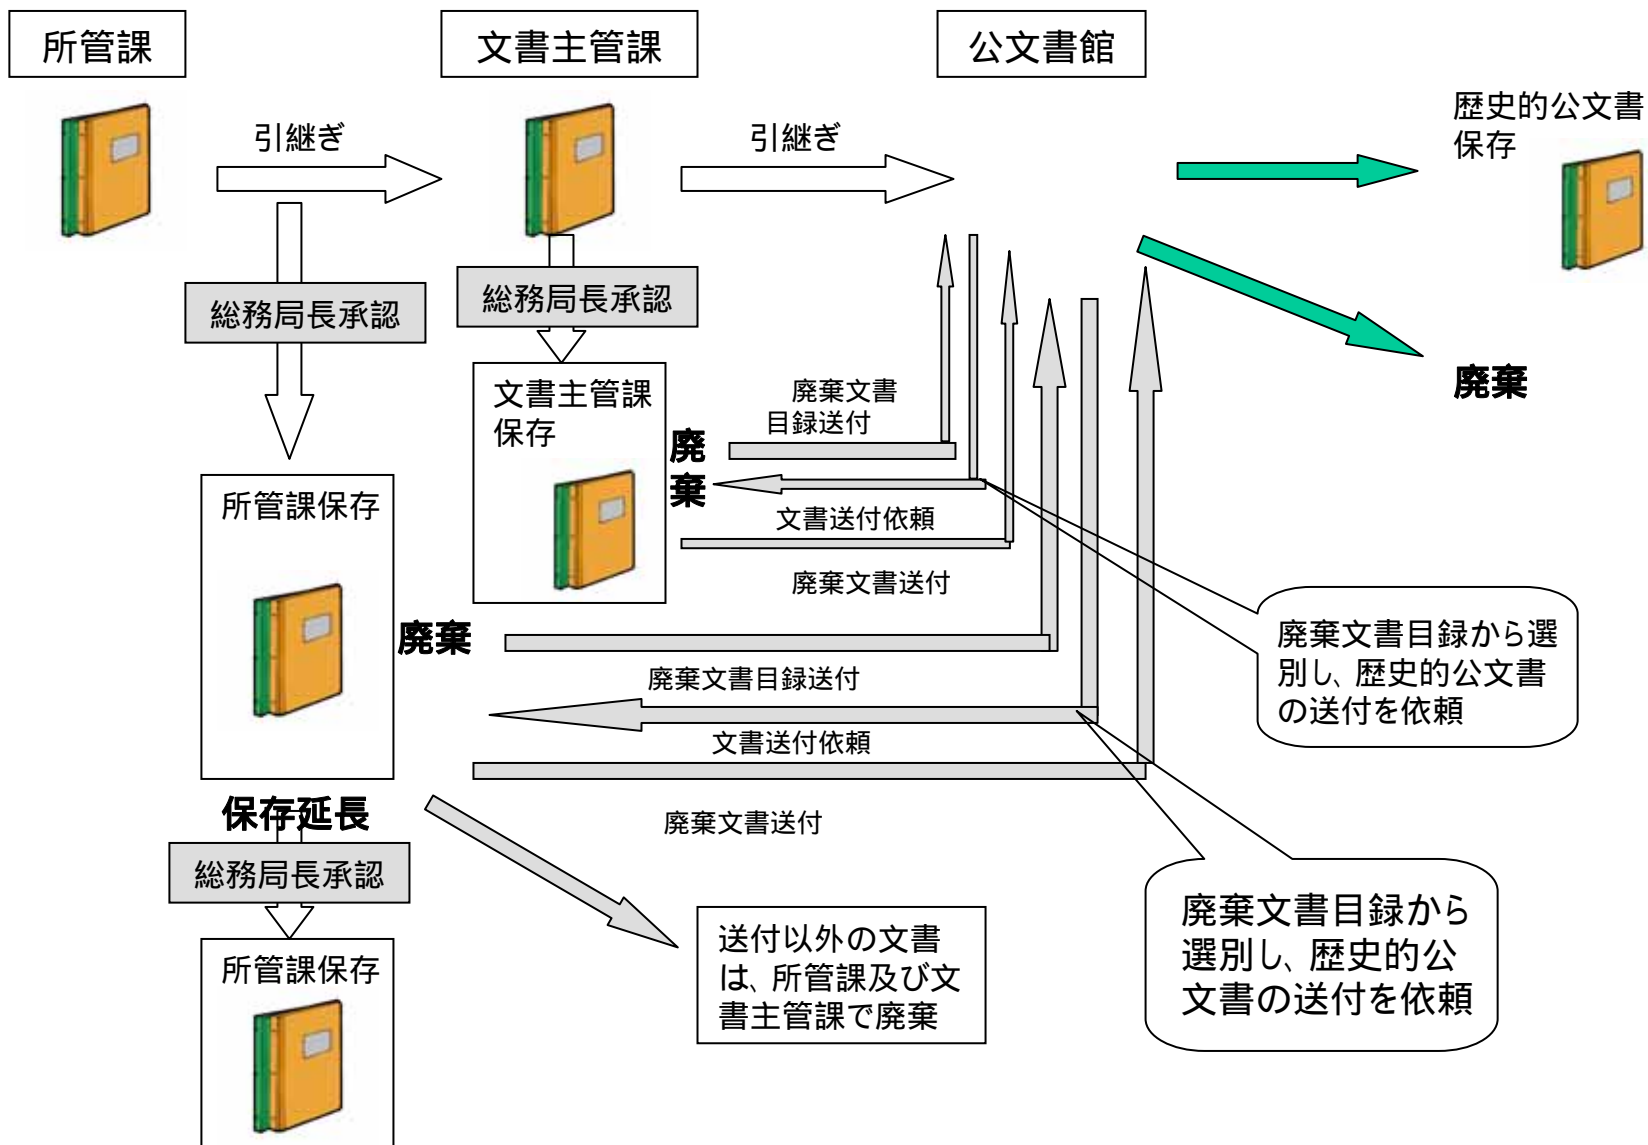 所管課
文書主管課
公文書館
引継ぎ
引継ぎ
歴史的公文書
保存
総務局長承認
総務局長承認
廃棄
文書主管課
保存
廃棄文書
目録送付
廃
棄
文書送付依頼
廃棄文書送付
所管課保存
廃棄
廃棄文書目録送付
文書送付依頼
廃棄文書送付
廃棄文書目録から選
別し、歴史的公文書
の送付を依頼
保存延長
総務局長承認
所管課保存
送付以外の文書
は、所管課及び文
書主管課で廃棄
廃棄文書目録から
選別し、歴史的公
文書の送付を依頼